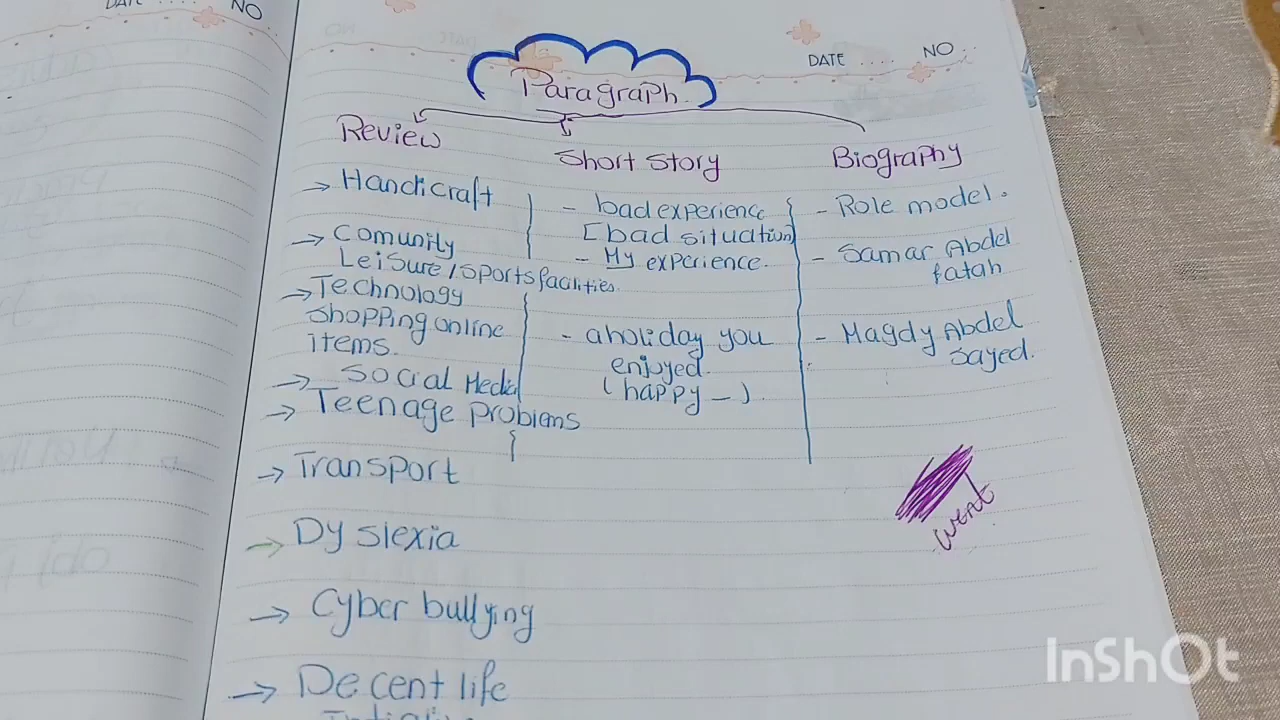 NO
DATE .... NO ..
Paragraph
Review
Short Story
Biography
→ Handicraft
→ Comunity
Leisure / sports facilities.
→ Technology
shopping online
items.
→ Social Media
→ Teenage problems
→ Transport
→ Dyslexia
→ Cyber bullying
→ Decent life
- bad experience
[bad situation]
- My experience.
- a holiday you
enjoyed.
(happy _).
- Role model.
- Samar Abdel
fatah
- Magdy Abdel
Sayed.
went
InShOt